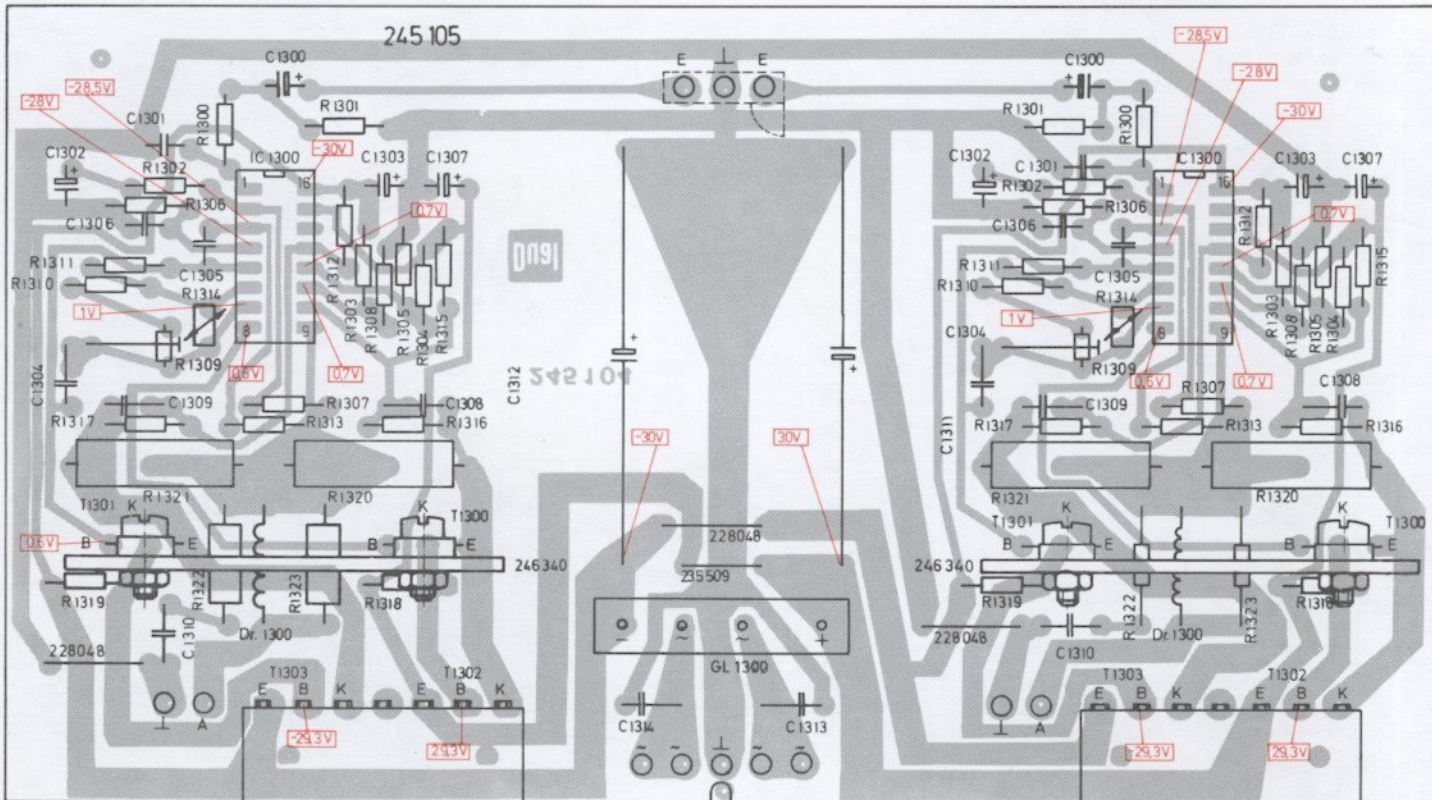 245 105
C1300
E
⊥
E
C1300
-28,5V
-28V
-28,5V
-28V
C1301
R1300
R1301
R1301
R1300
-30V
-30V
C1302
R1302
IC1300
C1303
C1307
C1302
C1301
R1302
IC1300
C1303
C1307
1
16
1
16
C1306
R1306
0,7V
C1306
R1306
R1312
0,7V
R1311
C1305
R1312
Dual
R1311
C1305
R1315
R1310
R1314
R1303
R1308
R1305
R1304
R1315
R1310
R1314
R1303
R1308
R1305
R1304
1V
1V
8
9
6
9
C1304
R1309
0,6V
0,7V
245 104
C1304
R1309
0,6V
0,7V
C1312
C1309
R1307
C1308
R1307
C1308
C1309
R1317
R1313
R1316
C1311
R1317
R1313
R1316
-30V
30V
R1321
R1320
R1321
R1320
T1301
K
K
T1300
T1301
K
K
T1300
0,6V
B
E
B
E
228048
B
E
B
E
246340
235509
246340
R1319
R1322
R1323
R1318
R1319
R1322
R1323
R1318
C1310
Dr. 1300
-
~
~
+
228048
C1310
Dr.1300
228048
GL 1300
T1303
T1302
T1303
T1302
E
B
K
E
B
K
E
B
K
E
B
K
⊥
A
C1314
C1313
⊥
A
-29,3V
29,3V
-29,3V
29,3V
~
~
⊥
~
~